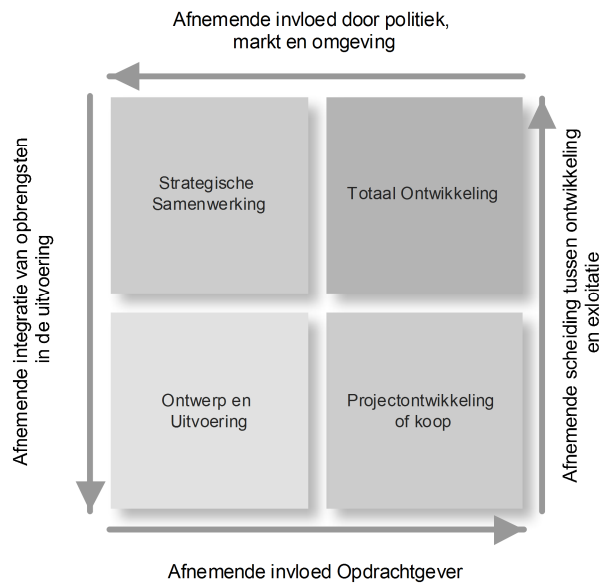 Afnemende invloed door politiek,
markt en omgeving
Afnemende integratie van opbrengsten
in de uitvoering
Strategische
Samenwerking
Totaal Ontwikkeling
Afnemende scheiding tussen ontwikkeling
en exloitatie
Ontwerp en
Uitvoering
Projectontwikkeling
of koop
Afnemende invloed Opdrachtgever